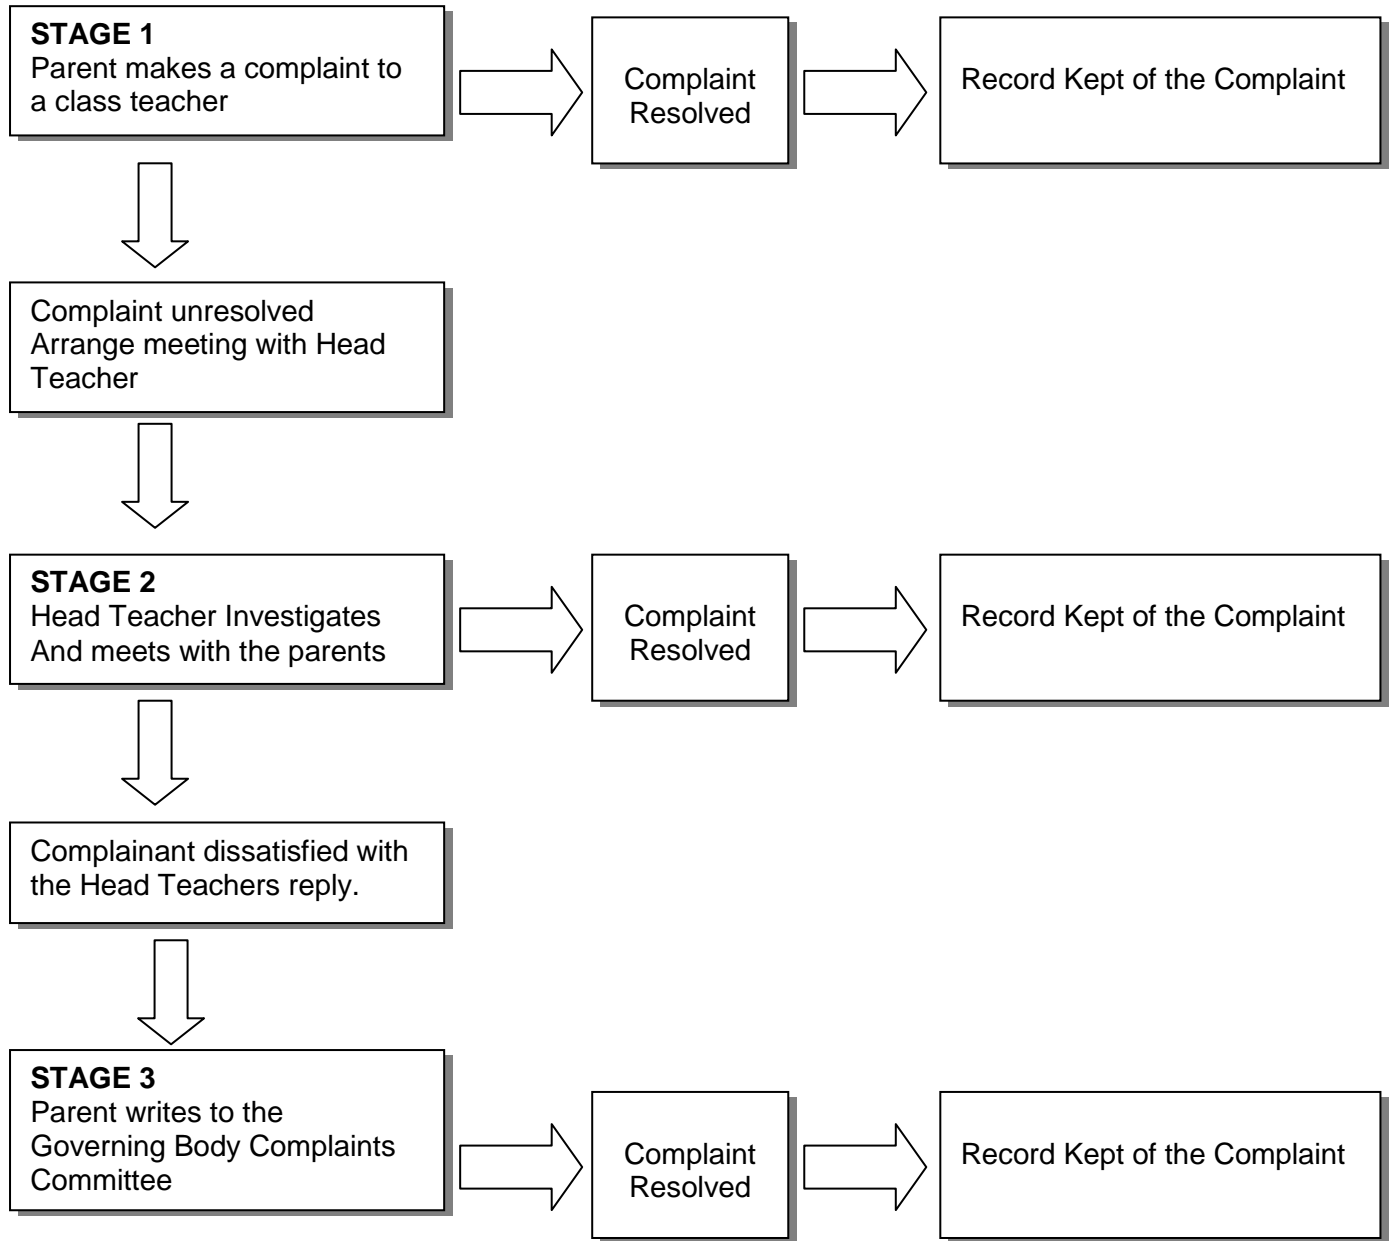 STAGE 1
Parent makes a complaint to
a class teacher
Complaint
Resolved
Record Kept of the Complaint
Complaint unresolved
Arrange meeting with Head
Teacher
STAGE 2
Head Teacher Investigates
And meets with the parents
Complaint
Resolved
Record Kept of the Complaint
Complainant dissatisfied with
the Head Teachers reply.
STAGE 3
Parent writes to the
Governing Body Complaints
Committee
Complaint
Resolved
Record Kept of the Complaint